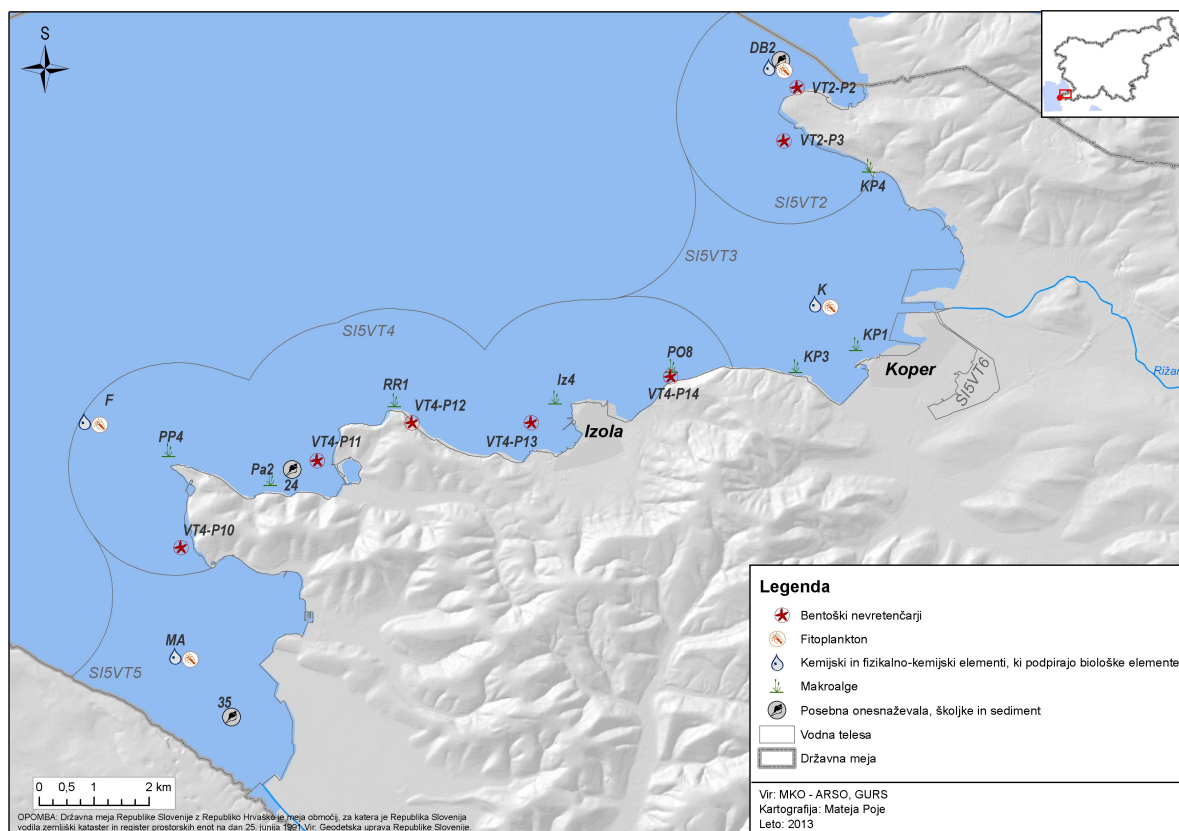 S
DB2
VT2-P2
VT2-P3
KP4
SI5VT2
SI5VT3
K
KP1
KP3
Koper
SI5VT6
Rižan
SI5VT4
PO8
VT4-P14
Iz4
RR1
VT4-P12
VT4-P13
Izola
F
PP4
VT4-P11
Pa2
24
VT4-P10
MA
SI5VT5
35
0 0,5 1 2 km
OPOMBA: Državna meja Republike Slovenije z Republiko Hrvaško je meja območij, za katera je Republika Slovenija
vodila zemljiški kataster in register prostorskih enot na dan 25. junija 1991. Vir: Geodetska uprava Republike Slovenije.
Legenda
Bentoški nevretenčarji
Fitoplankton
Kemijski in fizikalno-kemijski elementi, ki podpirajo biološke elemente
Makroalge
Posebna onesnaževala, školjke in sediment
Vodna telesa
Državna meja
Vir: MKO - ARSO, GURS
Kartografija: Mateja Poje
Leto: 2013